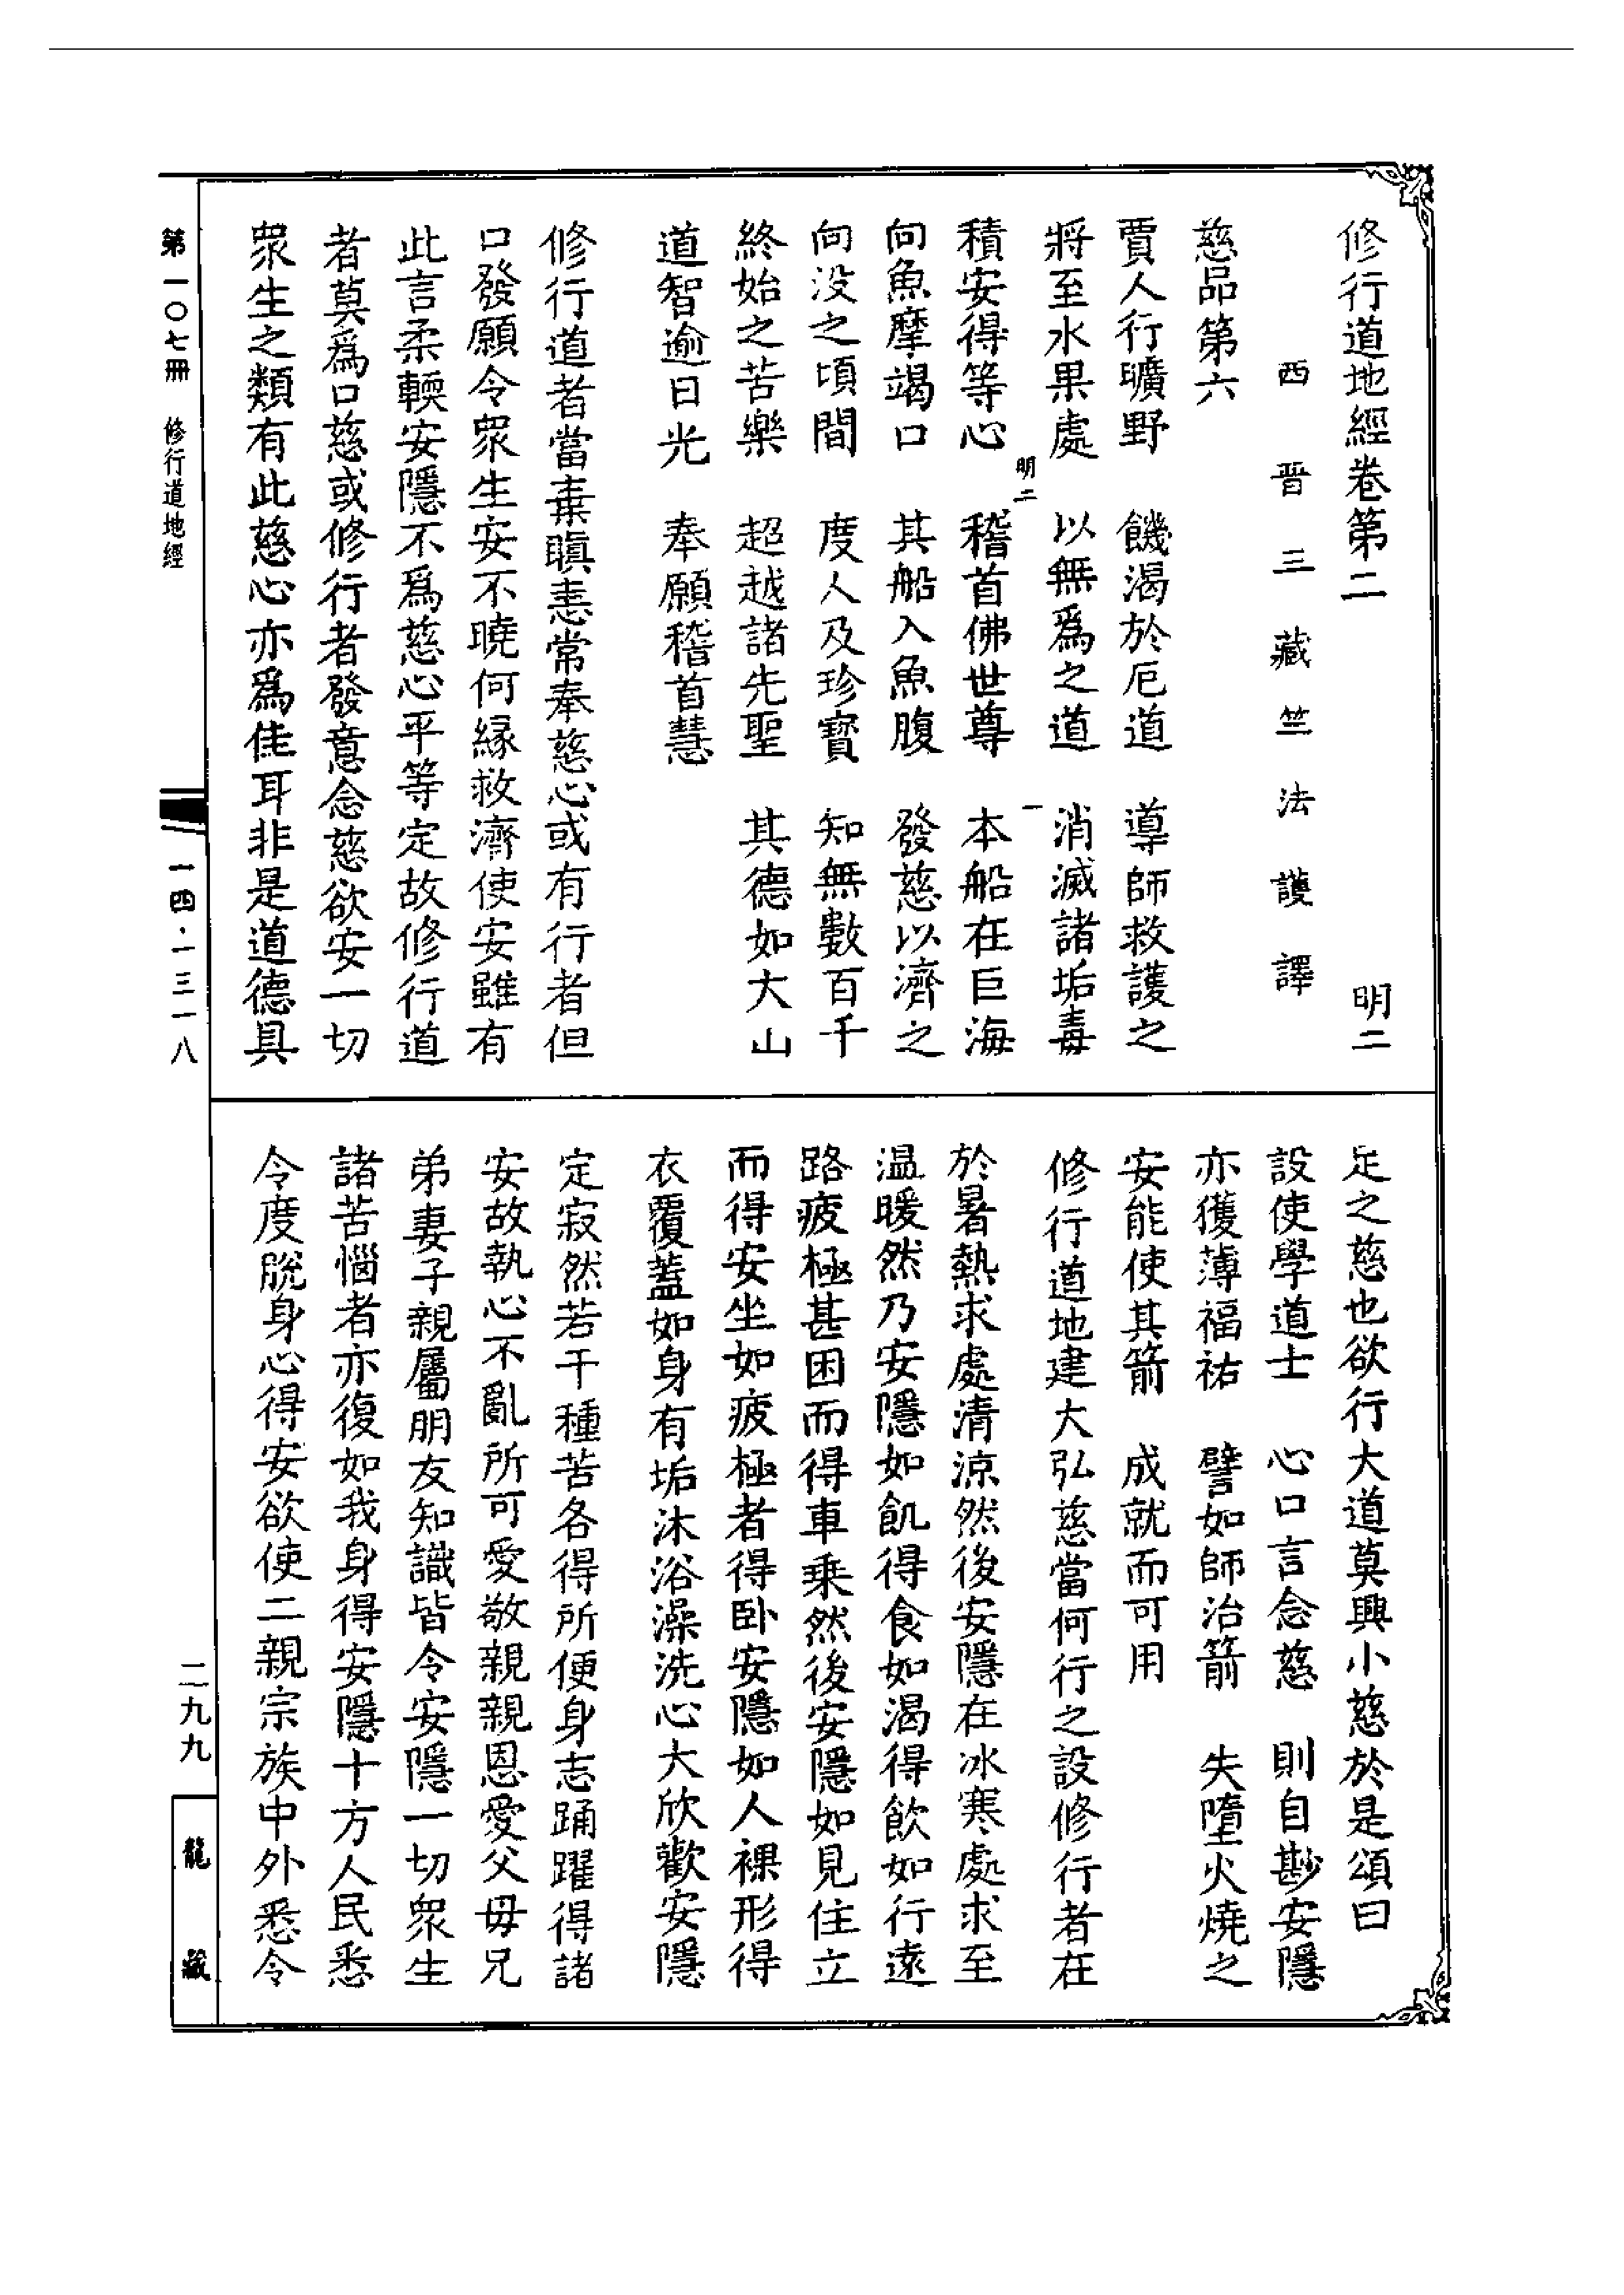 修行道地經卷第二　明二
西晉三藏竺法護譯
慈品第六
賈人行曠野　饑渴於厄道　導師救護之
將至水果處　以無爲之道　消滅諸垢毒
明二　一
積安得等心　稽首佛世尊　本船在巨海
向魚摩竭口　其船入魚腹　發慈以濟之
向没之頃間　度人及珍寶　知無數百千
終始之苦樂　超越諸先聖　其德如大山
道智逾日光　奉願稽首慧
修行道者當棄瞋恚常奉慈心或有行者但
口發願令眾生安不曉何緣救濟使安雖有
此言柔輭安隱不爲慈心平等定故修行道
者莫爲口慈或修行者發意念慈欲安一切
眾生之類有此慈心亦爲佳耳非是道德具
足之慈也欲行大道莫興小慈於是頌曰
設使學道士　心口言念慈　則自尠安隱
亦獲薄福祐　譬如師治箭　失墮火燒之
安能使其箭　成就而可用
修行道地建大弘慈當何行之設修行者在
於暑熱求處清涼然後安隱在冰寒處求至
温暖然乃安隱如飢得食如渴得飲如行遠
路疲極甚困而得車乗然後安隱如見住立
而得安坐如疲極者得卧安隱如人裸形得
衣覆蓋如身有垢沐浴澡洗心大欣歡安隱
定寂然若干種苦各得所便身志踊躍得諸
安故執心不亂所可愛敬親親恩愛父母兄
弟妻子親屬朋友知識皆令安隱一切眾生
諸苦惱者亦復如我身得安隱十方人民悉
令度脫身心得安欲使二親宗族中外悉令
第一〇七冊　修行道地經
一四·一三一八
二九九
龍藏